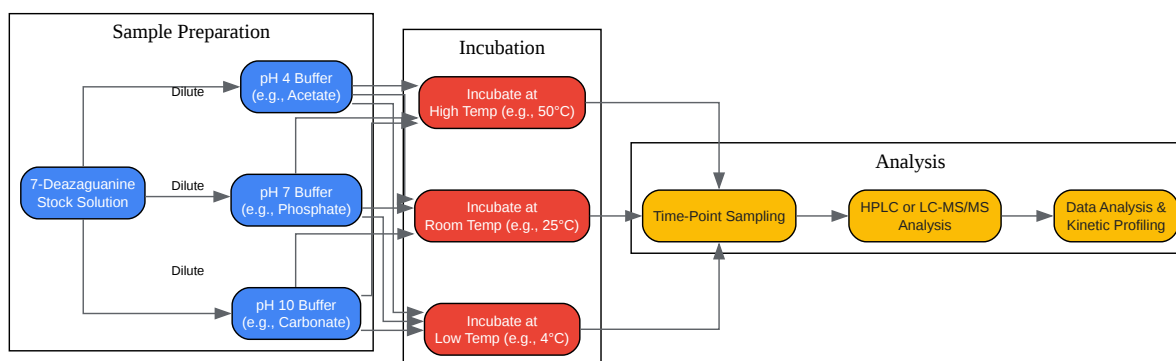 Sample Preparation
7-Deazaguanine
Stock Solution
Dilute
Dilute
Dilute
pH 4 Buffer
(e.g., Acetate)
pH 7 Buffer
(e.g., Phosphate)
pH 10 Buffer
(e.g., Carbonate)
Incubation
Incubate at
High Temp (e.g., 50°C)
Incubate at
Room Temp (e.g., 25°C)
Incubate at
Low Temp (e.g., 4°C)
Analysis
Time-Point Sampling
HPLC or LC-MS/MS
Analysis
Data Analysis &
Kinetic Profiling